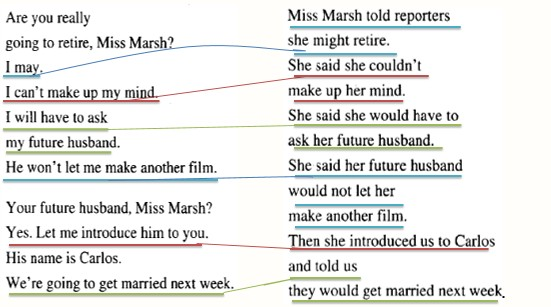 Are you really
going to retire, Miss Marsh?
I may.
I can't make up my mind.
I will have to ask
my future husband.
He won't let me make another film.
Your future husband, Miss Marsh?
Yes. Let me introduce him to you.
His name is Carlos.
We're going to get married next week.
Miss Marsh told reporters
she might retire.
She said she couldn't
make up her mind.
She said she would have to
ask her future husband.
She said her future husband
would not let her
make another film.
Then she introduced us to Carlos
and told us
they would get married next week.